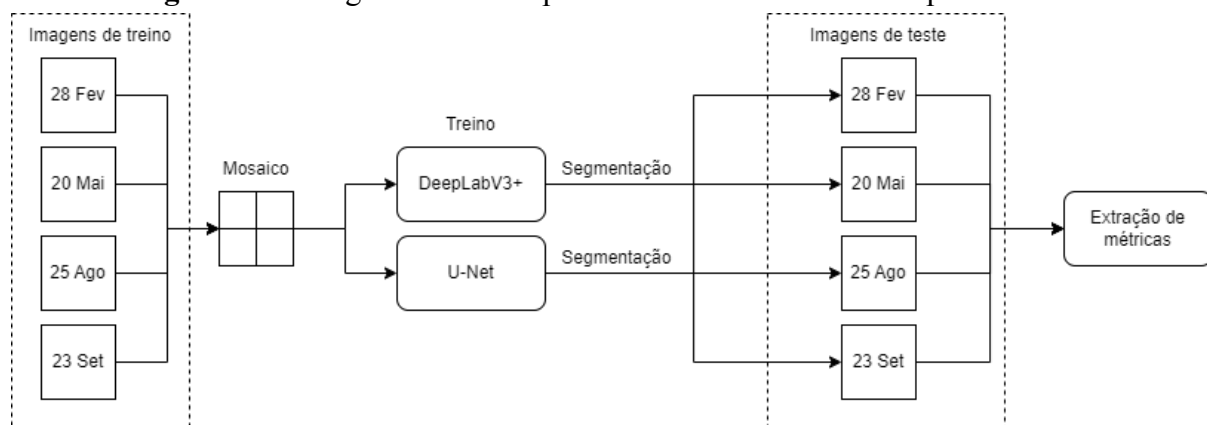 Imagens de treino
28 Fev
20 Mai
25 Ago
23 Set
Mosaico
Treino
DeepLabV3+
U-Net
Segmentação
Segmentação
Imagens de teste
28 Fev
20 Mai
25 Ago
23 Set
Extração de
métricas